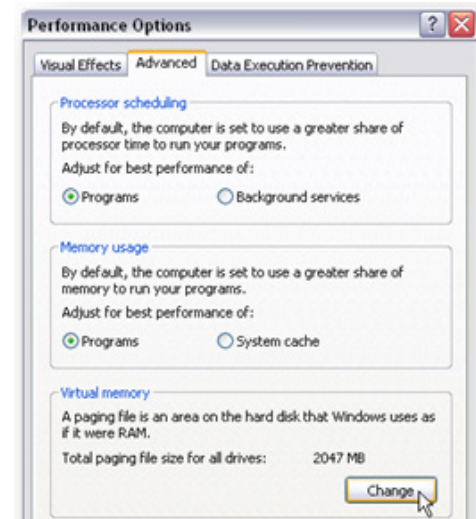 Performance Options
Visual Effects Advanced Data Execution Prevention
Processor scheduling
By default, the computer is set to use a greater share of
processor time to run your programs.
Adjust for best performance of:
Programs Background services
Memory usage
By default, the computer is set to use a greater share of
memory to run your programs.
Adjust for best performance of:
Programs System cache
Virtual memory
A paging file is an area on the hard disk that Windows uses as
if it were RAM.
Total paging file size for all drives: 2047 MB
Change